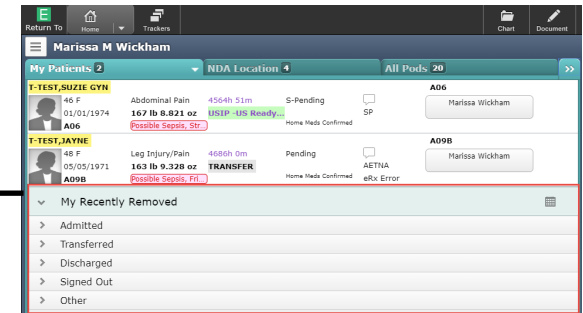 E
Return To Home Trackers Chart Document
Marissa M Wickham
My Patients 2 NDA Location 4 All Pods 20 >>
T-TEST,SUZIE GYN A06
46 F Abdominal Pain 4564h 51m S-Pending Marissa Wickham
01/01/1974 167 lb 8.821 oz USIP -US Ready... SP
A06 Possible Sepsis, Str... Home Meds Confirmed
T-TEST,JAYNE A09B
48 F Leg Injury/Pain 4686h 0m Pending Marissa Wickham
05/05/1971 163 lb 9.328 oz TRANSFER AETNA
A09B Possible Sepsis, Fri... Home Meds Confirmed eRx Error
My Recently Removed
Admitted
Transferred
Discharged
Signed Out
Other